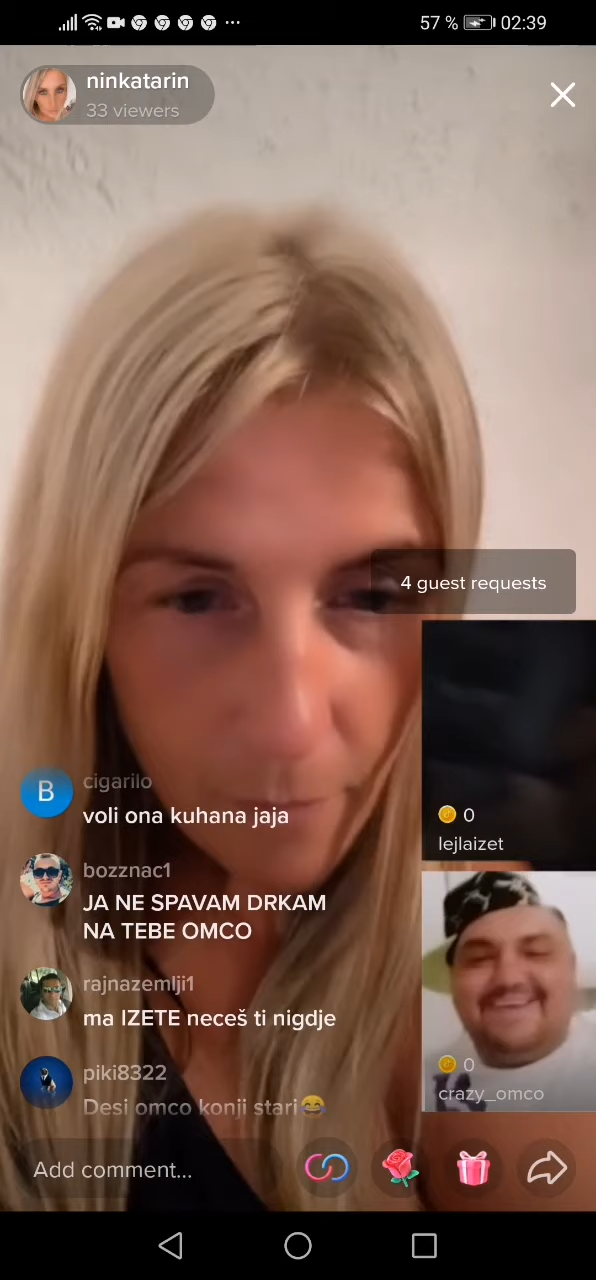 57 % 02:39
ninkatarin
33 viewers
4 guest requests
0
lejlaizet
B
cigarilo
voli ona kuhana jaja
bozznac1
JA NE SPAVAM DRKAM
NA TEBE OMCO
rajnazemlji1
ma IZETE neceš ti nigdje
0
crazy_omco
piki8322
Desi omco konji stari😂
Add comment...